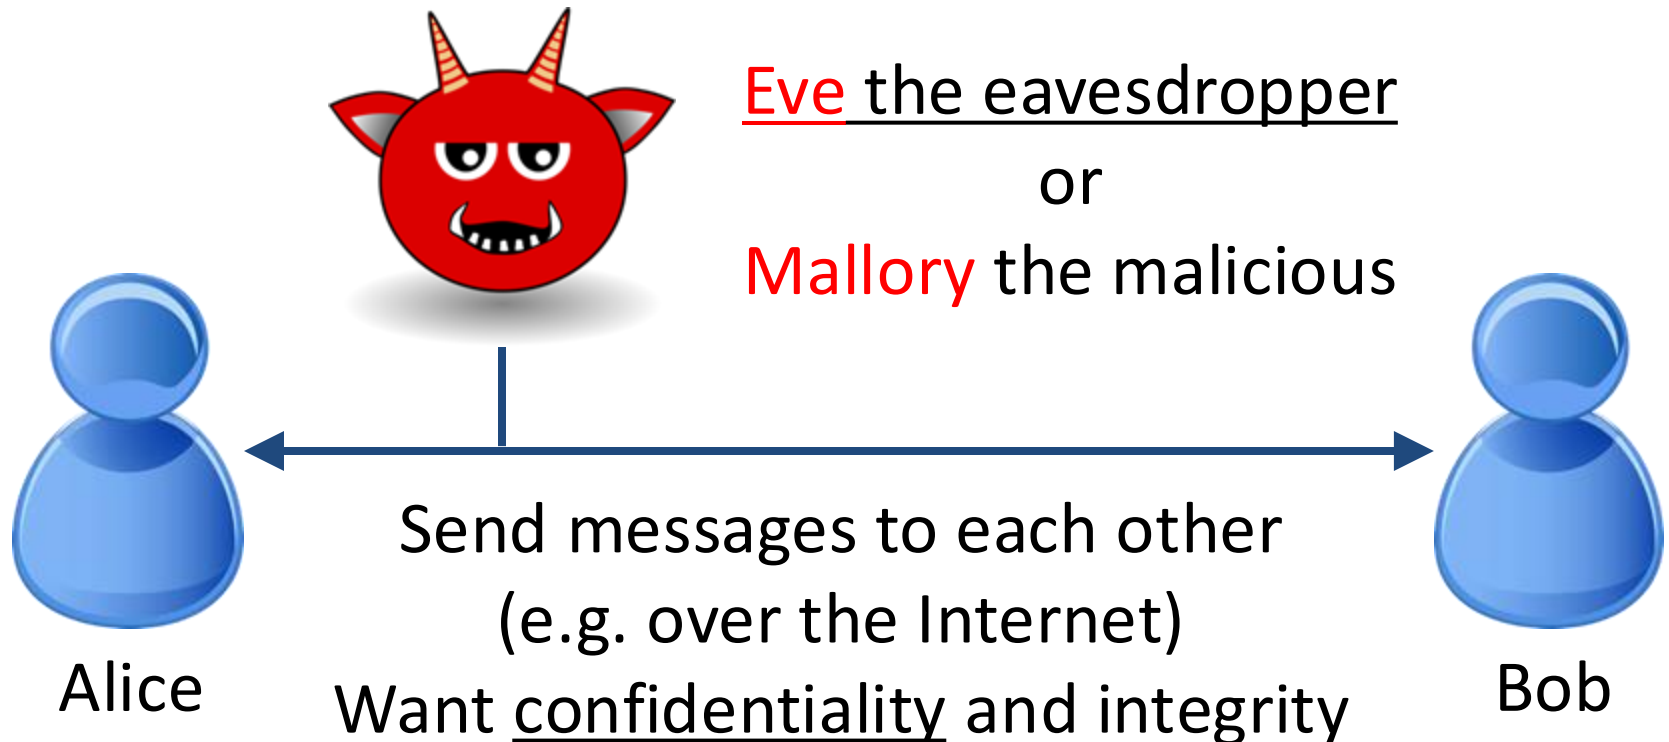 Eve the eavesdropper
or
Mallory the malicious
Send messages to each other
(e.g. over the Internet)
Want confidentiality and integrity
Alice
Bob